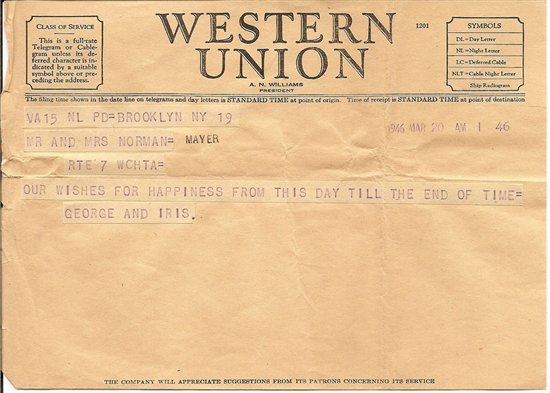 CLASS OF SERVICE
This is a full-rate
Telegram or Cable-
gram unless its de-
ferred character is in-
dicated by a suitable
symbol above or pre-
ceding the address.
WESTERN
UNION
1201
A. N. WILLIAMS
PRESIDENT
SYMBOLS
DL=Day Letter
NL=Night Letter
LC=Deferred Cable
NLT=Cable Night Letter
Ship Radiogram
The filing time shown in the date line on telegrams and day letters is STANDARD TIME at point of origin. Time of receipt is STANDARD TIME at point of destination
VA15 NL PD=BROOKLYN NY 19
1946 MAR 20 AM 1 46
MR AND MRS NORMAN= MAYER
RTE 7 WCHTA=
OUR WISHES FOR HAPPINESS FROM THIS DAY TILL THE END OF TIME=
GEORGE AND IRIS.
THE COMPANY WILL APPRECIATE SUGGESTIONS FROM ITS PATRONS CONCERNING ITS SERVICE